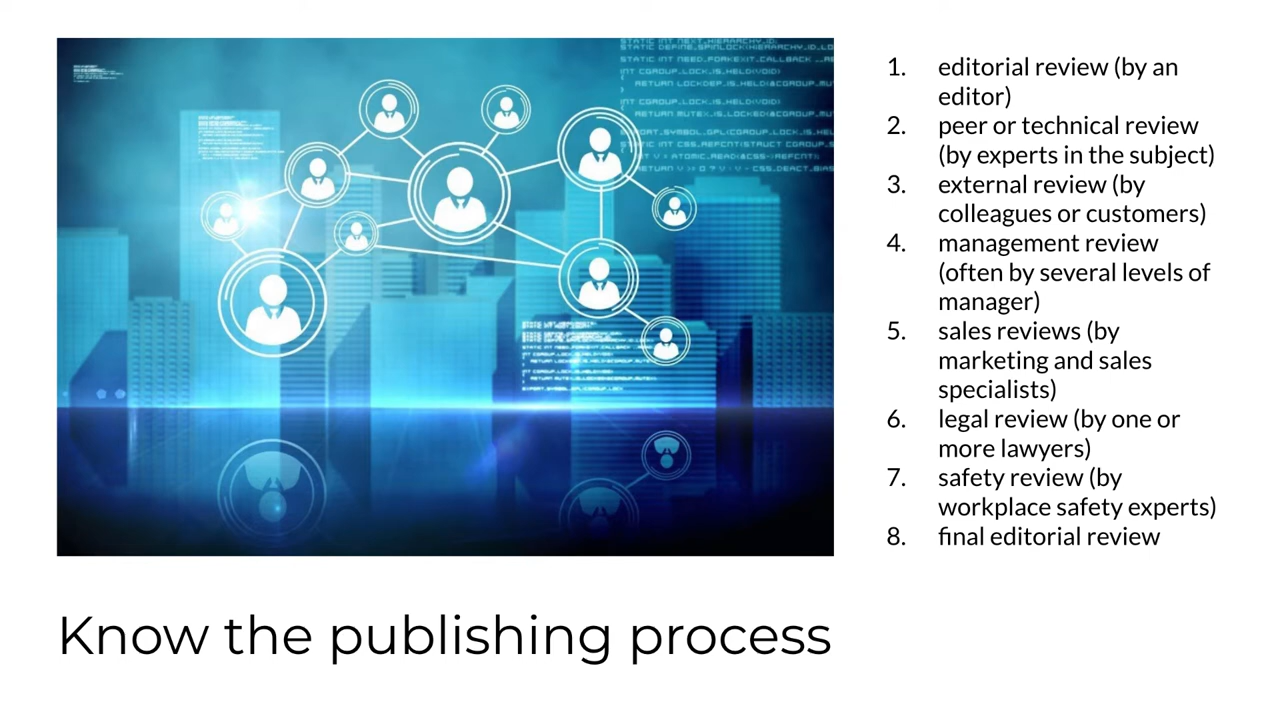 1. editorial review (by an
editor)
2. peer or technical review
(by experts in the subject)
3. external review (by
colleagues or customers)
4. management review
(often by several levels of
manager)
5. sales reviews (by
marketing and sales
specialists)
6. legal review (by one or
more lawyers)
7. safety review (by
workplace safety experts)
8. final editorial review
Know the publishing process